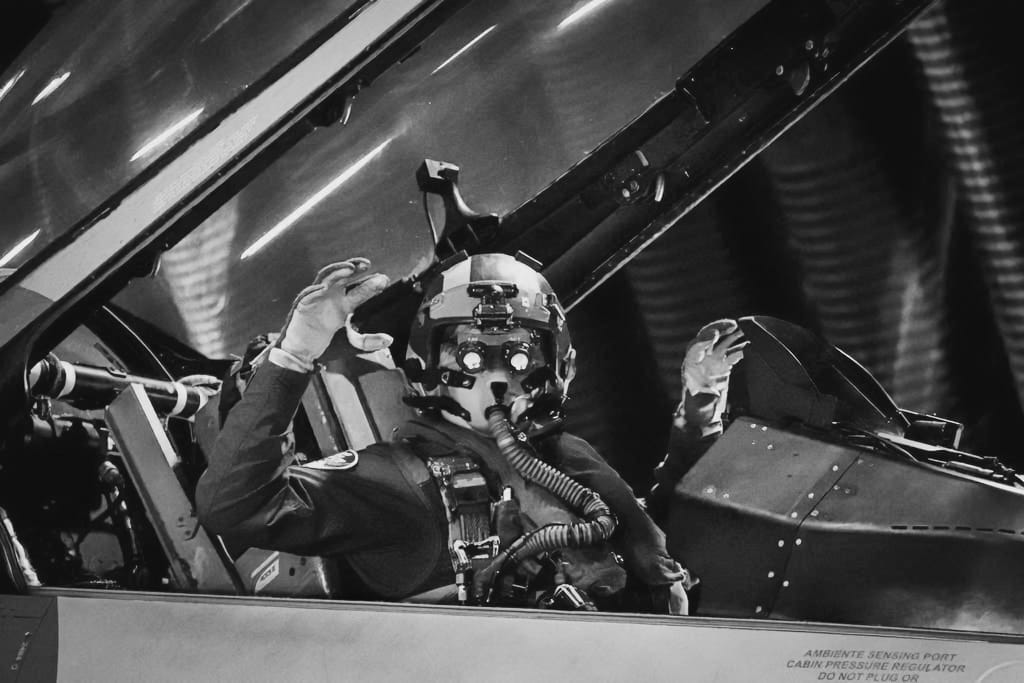 AMBIENTE SENSING PORT
CABIN PRESSURE REGULATOR
DO NOT PLUG OR